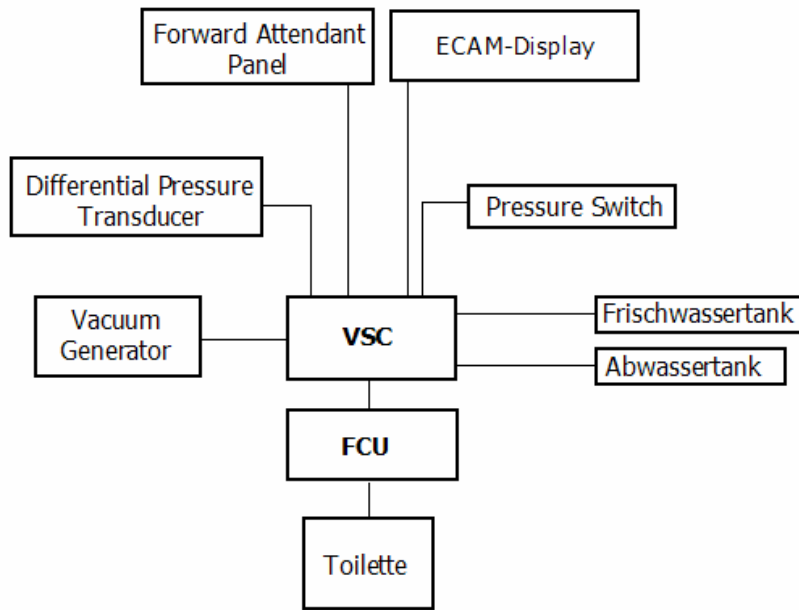 Forward Attendant
Panel
ECAM-Display
Differential Pressure
Transducer
Pressure Switch
Vacuum
Generator
VSC
Frischwassertank
Abwassertank
FCU
Toilette